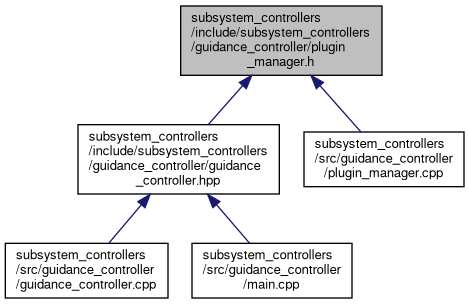 subsystem_controllers
/include/subsystem_controllers
/guidance_controller/plugin
_manager.h
subsystem_controllers
/include/subsystem_controllers
/guidance_controller/guidance
_controller.hpp
subsystem_controllers
/src/guidance_controller
/plugin_manager.cpp
subsystem_controllers
/src/guidance_controller
/guidance_controller.cpp
subsystem_controllers
/src/guidance_controller
/main.cpp